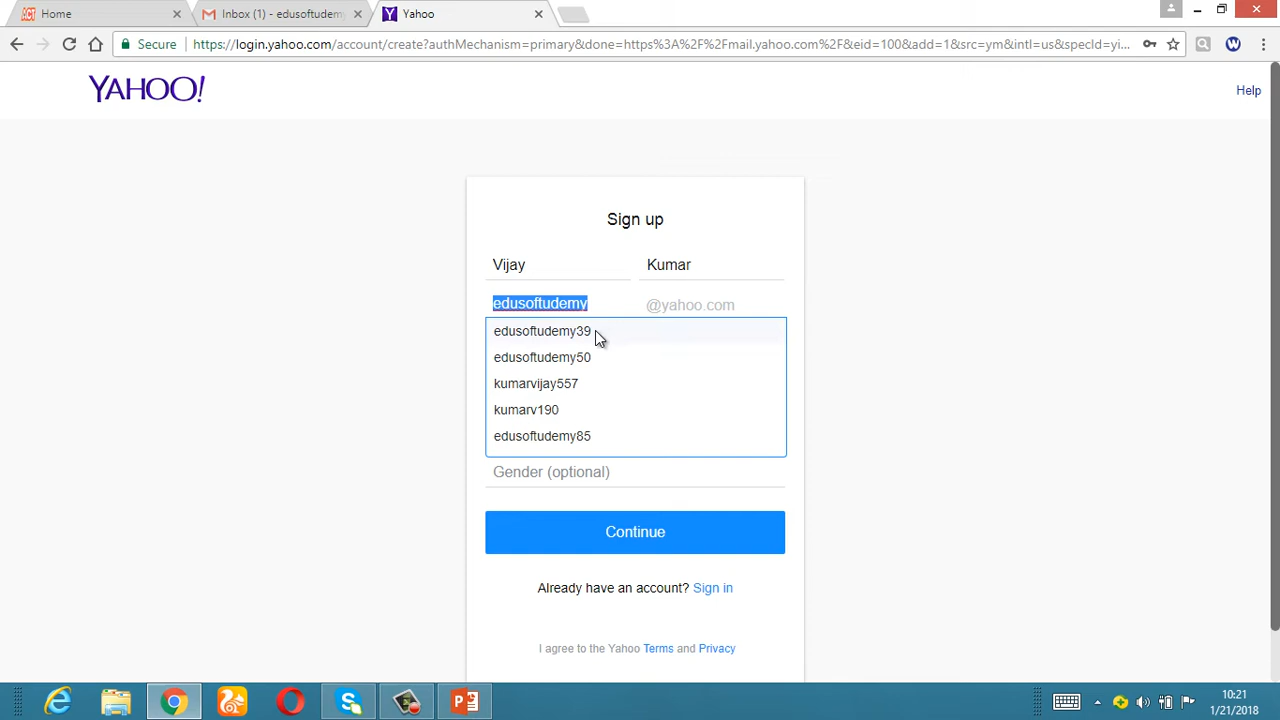 Home
Inbox (1) - edusoftudemy
Yahoo
Secure
https://login.yahoo.com/account/create?authMechanism=primary&done=https%3A%2F%2Fmail.yahoo.com%2F&eid=100&add=1&src=ym&intl=us&specId=yi...
YAHOO!
Help
Sign up
Vijay
Kumar
edusoftudemy
@yahoo.com
edusoftudemy39
edusoftudemy50
kumarvijay557
kumarv190
edusoftudemy85
Gender (optional)
Continue
Already have an account? Sign in
I agree to the Yahoo Terms and Privacy
10:21
1/21/2018